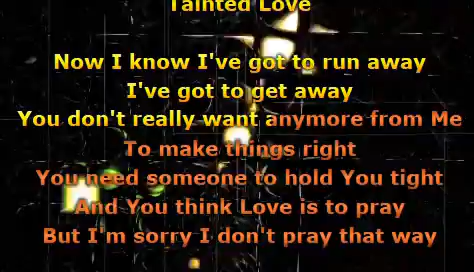 Tainted Love
Now I know I've got to run away
I've got to get away
You don't really want anymore from Me
To make things right
You need someone to hold You tight
And You think Love is to pray
But I'm sorry I don't pray that way